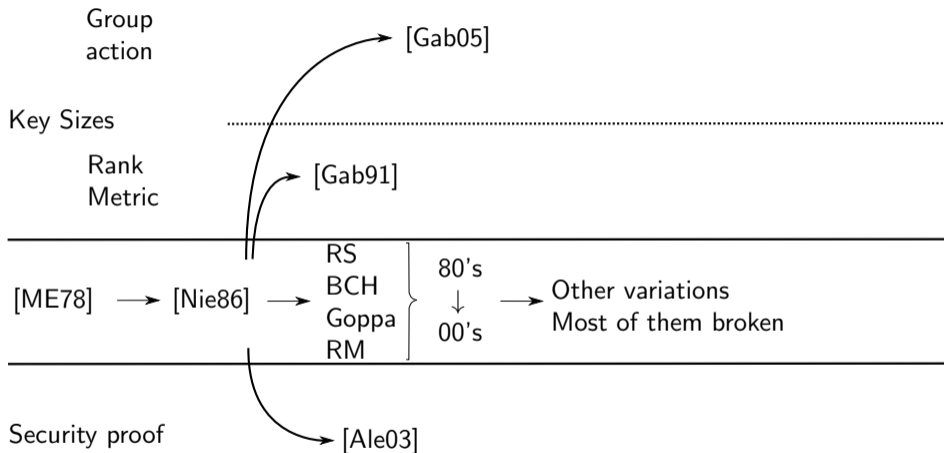 Group
action
[Gab05]
Key Sizes
Rank
Metric
[Gab91]
[ME78]
[Nie86]
RS
BCH
Goppa
RM
80's
00's
Other variations
Most of them broken
Security proof
[Ale03]